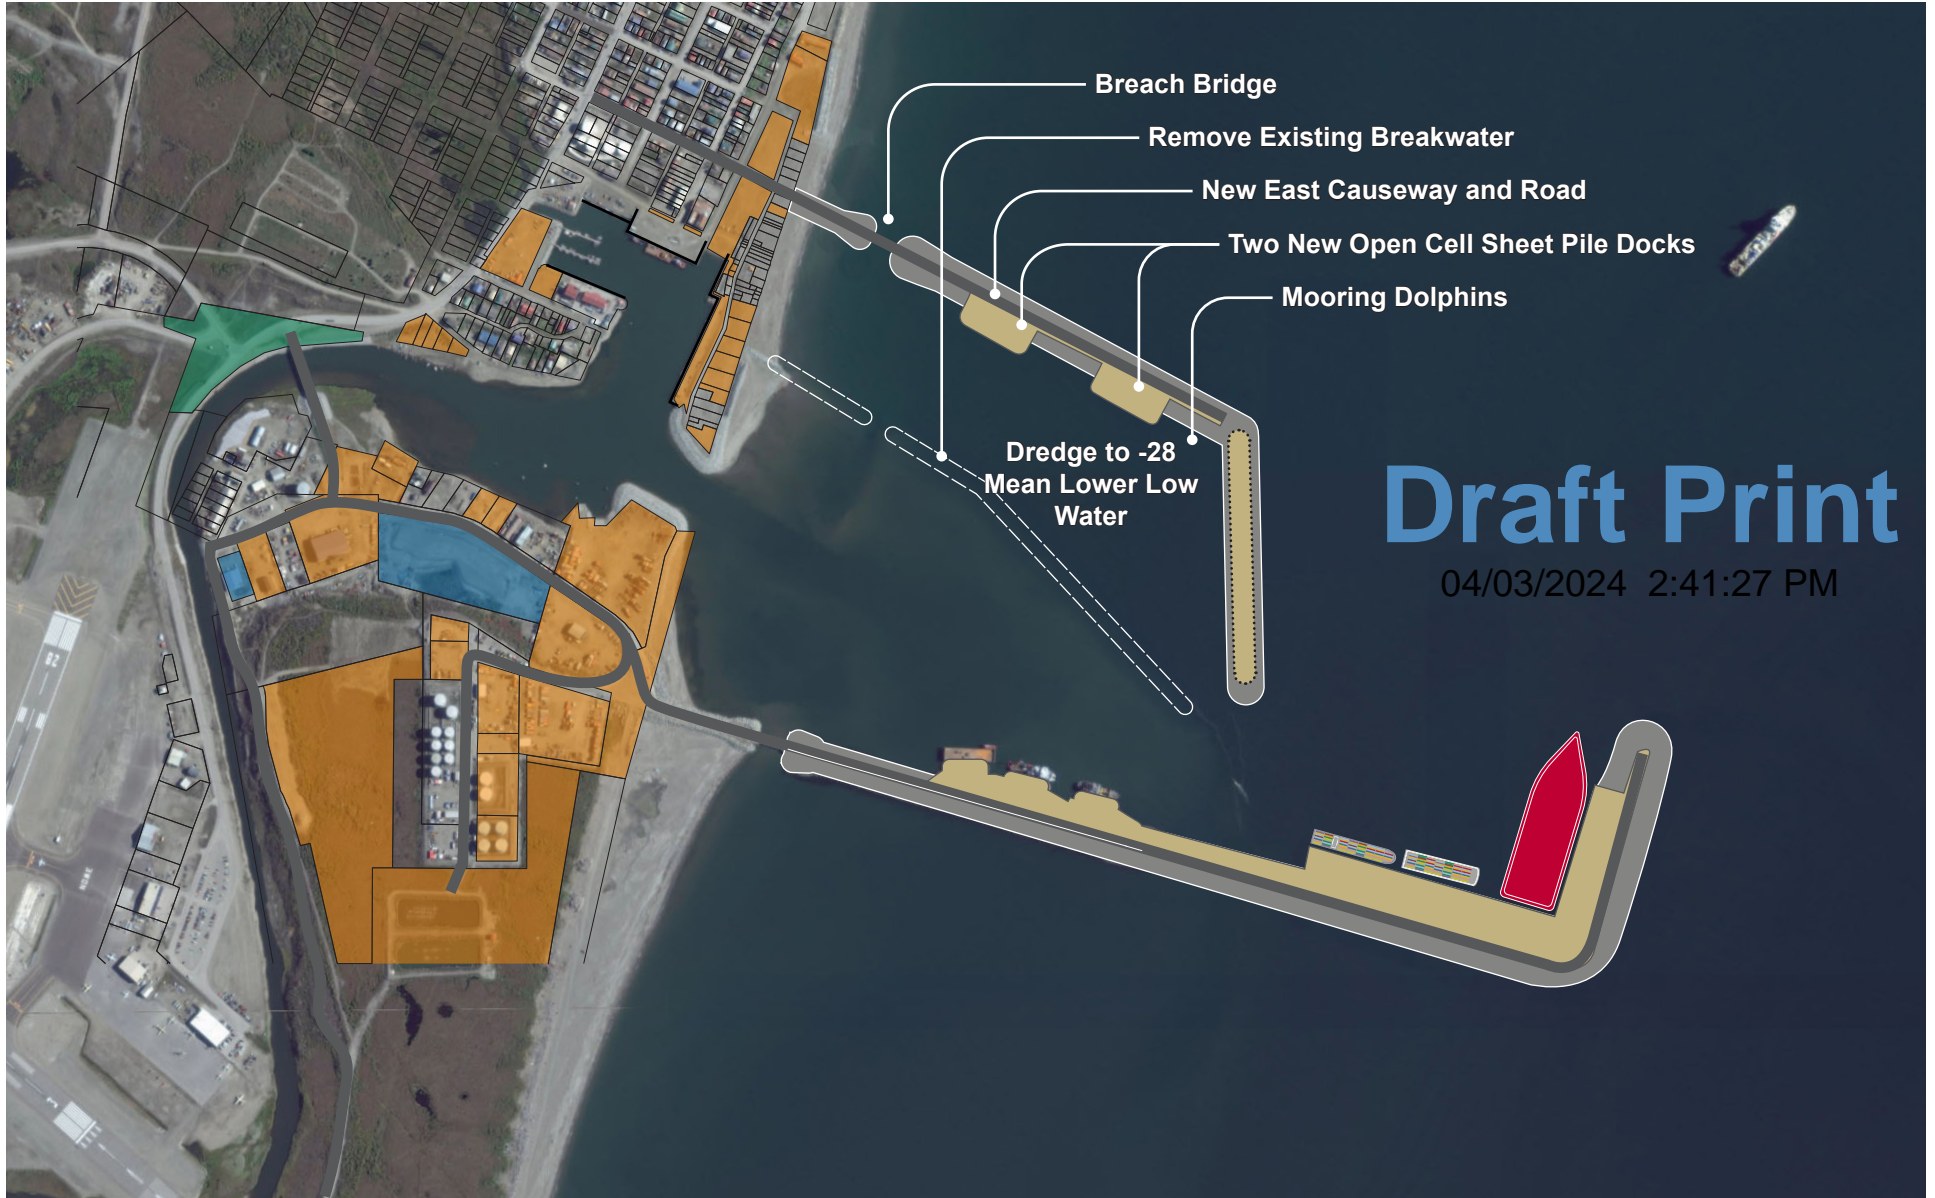 Breach Bridge
Remove Existing Breakwater
New East Causeway and Road
Two New Open Cell Sheet Pile Docks
Mooring Dolphins
Dredge to -28
Mean Lower Low
Water
Draft Print
04/03/2024 2:41:27 PM
NOME